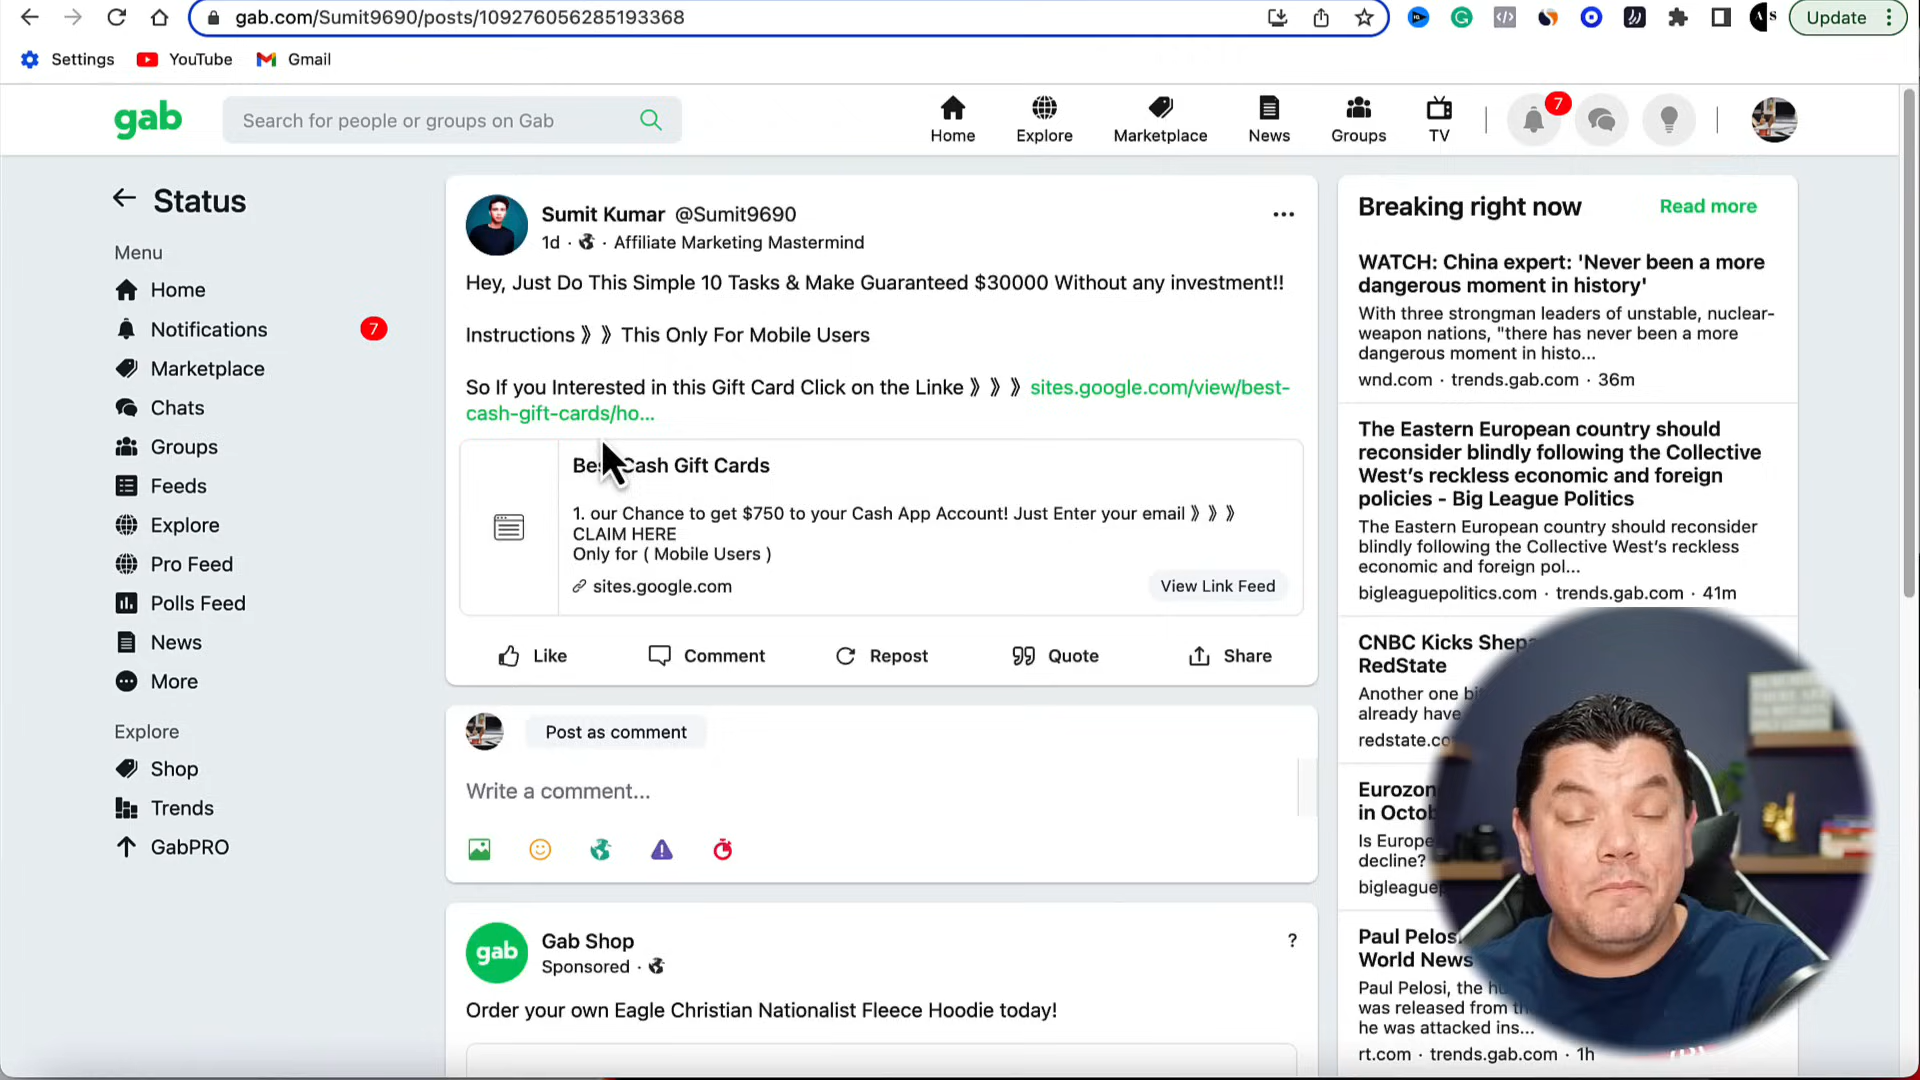 gab.com/Sumit9690/posts/109276056285193368
Update
Settings
YouTube
Gmail
gab
Search for people or groups on Gab
Home
Explore
Marketplace
News
Groups
TV
7
Status
Menu
Home
Notifications
7
Marketplace
Chats
Groups
Feeds
Explore
Pro Feed
Polls Feed
News
More
Explore
Shop
Trends
GabPRO
Sumit Kumar @Sumit9690
1d · · Affiliate Marketing Mastermind
Hey, Just Do This Simple 10 Tasks & Make Guaranteed $30000 Without any investment!!
Instructions 》 》 This Only For Mobile Users
So If you Interested in this Gift Card Click on the Linke 》 》 》 sites.google.com/view/best-
cash-gift-cards/ho...
Cash Gift Cards
1. our Chance to get $750 to your Cash App Account! Just Enter your email 》 》 》
CLAIM HERE
Only for ( Mobile Users )
sites.google.com
View Link Feed
Like
Comment
Repost
Quote
Share
Post as comment
Write a comment...
gab
Gab Shop
?
Sponsored ·
Order your own Eagle Christian Nationalist Fleece Hoodie today!
Breaking right now
Read more
WATCH: China expert: 'Never been a more
dangerous moment in history'
With three strongman leaders of unstable, nuclear-
weapon nations, "there has never been a more
dangerous moment in histo...
wnd.com · trends.gab.com · 36m
The Eastern European country should
reconsider blindly following the Collective
West's reckless economic and foreign
policies - Big League Politics
The Eastern European country should reconsider
blindly following the Collective West's reckless
economic and foreign pol...
bigleaguepolitics.com · trends.gab.com · 41m
CNBC Kicks
RedState
Another one
already have
Is Europe
decline?
Paul Pelosi
World News
Paul Pelosi, the
was released from
he was attacked ins...
rt.com · trends.gab.com · 1h